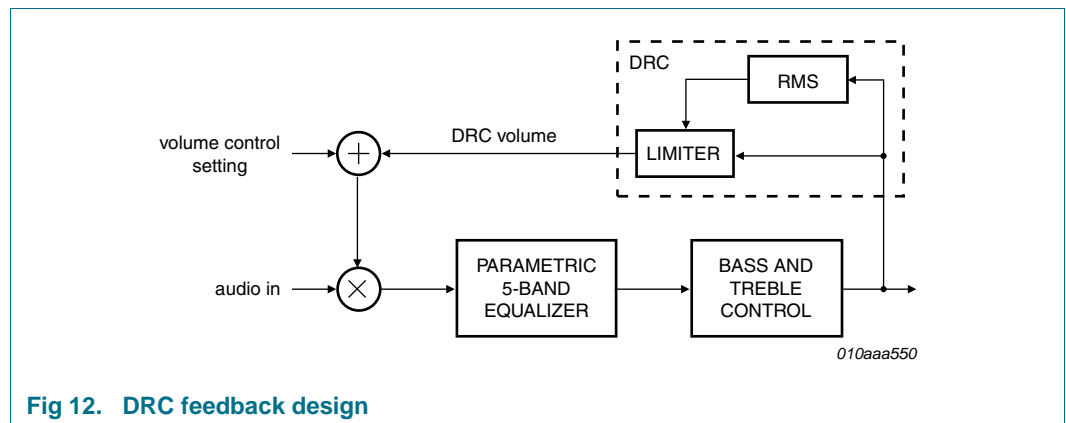 DRC
RMS
volume control
setting
+
DRC volume
LIMITER
audio in
×
PARAMETRIC
5-BAND
EQUALIZER
BASS AND
TREBLE
CONTROL
010aaa550
Fig 12. DRC feedback design